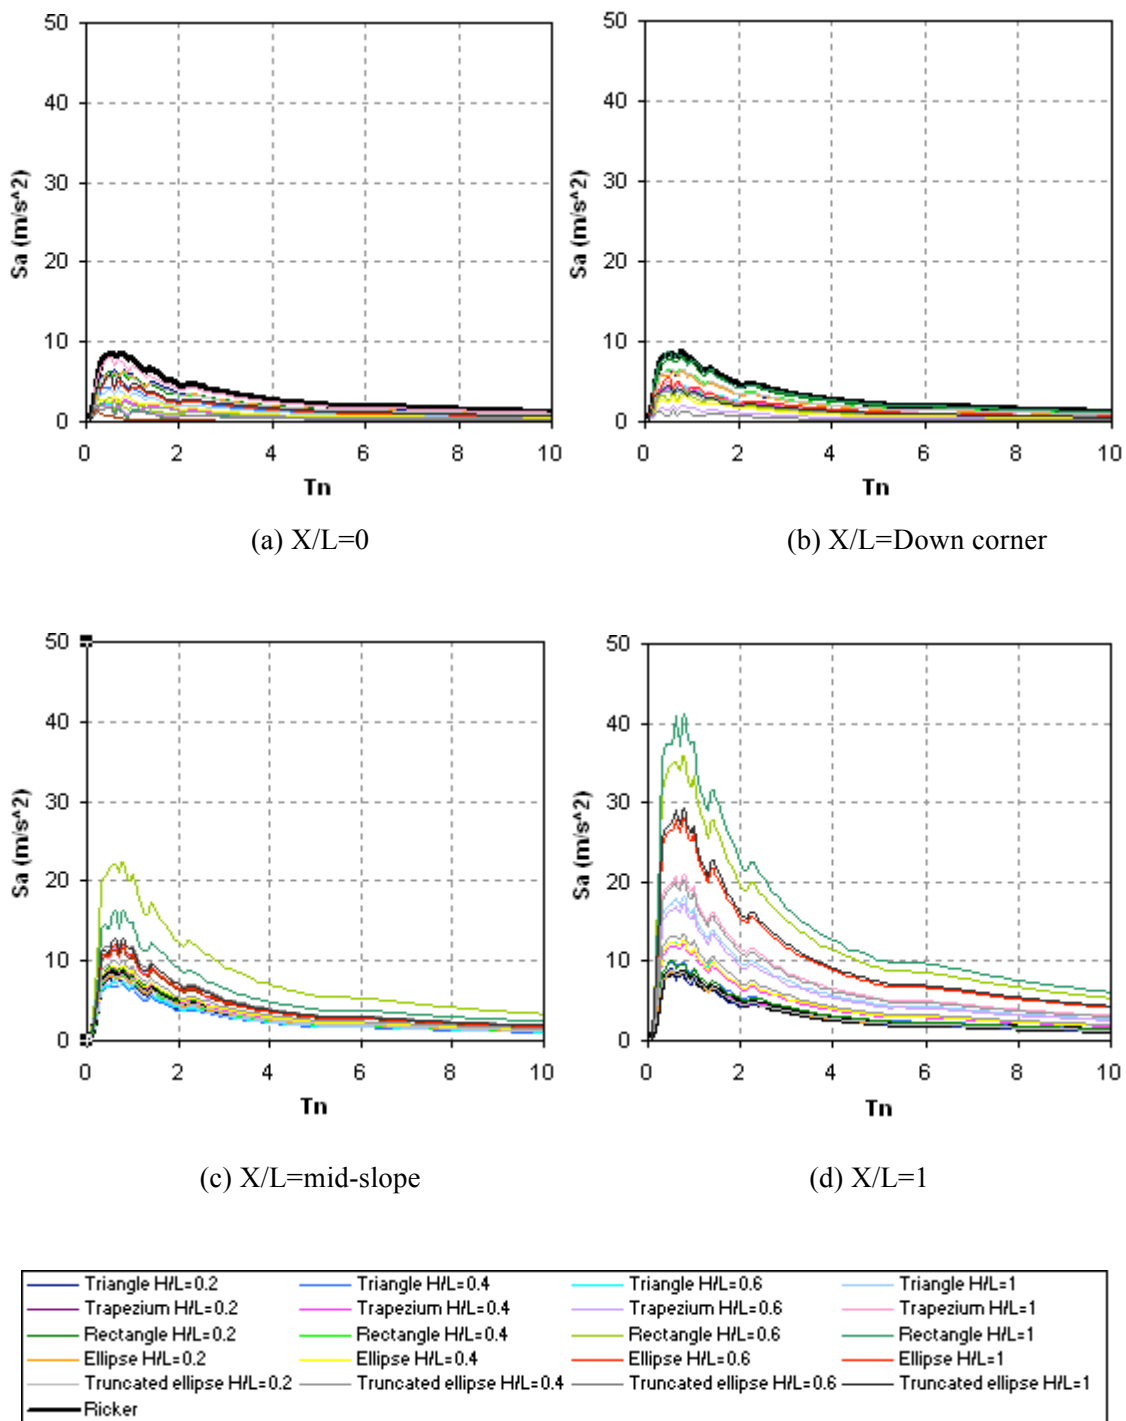 50
40
30
20
10
0
Sa (m/s^2)
0 2 4 6 8 10
Tn
(a) X/L=0
50
40
30
20
10
0
Sa (m/s^2)
0 2 4 6 8 10
Tn
(b) X/L=Down corner
50
40
30
20
10
0
Sa (m/s^2)
0 2 4 6 8 10
Tn
(c) X/L=mid-slope
50
40
30
20
10
0
Sa (m/s^2)
0 2 4 6 8 10
Tn
(d) X/L=1
Triangle H/L=0.2 Triangle H/L=0.4 Triangle H/L=0.6 Triangle H/L=1
Trapezium H/L=0.2 Trapezium H/L=0.4 Trapezium H/L=0.6 Trapezium H/L=1
Rectangle H/L=0.2 Rectangle H/L=0.4 Rectangle H/L=0.6 Rectangle H/L=1
Ellipse H/L=0.2 Ellipse H/L=0.4 Ellipse H/L=0.6 Ellipse H/L=1
Truncated ellipse H/L=0.2 Truncated ellipse H/L=0.4 Truncated ellipse H/L=0.6 Truncated ellipse H/L=1
Ricker